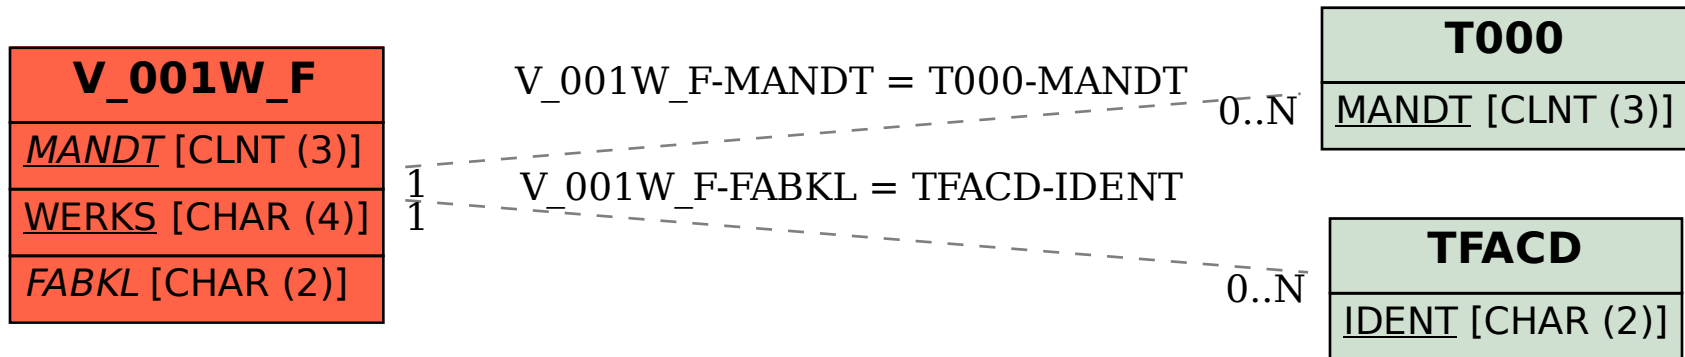 V_001W_F
MANDT [CLNT (3)]
WERKS [CHAR (4)]
FABKL [CHAR (2)]
V_001W_F-MANDT = T000-MANDT
0..N
1
V_001W_F-FABKL = TFACD-IDENT
1
0..N
T000
MANDT [CLNT (3)]
TFACD
IDENT [CHAR (2)]